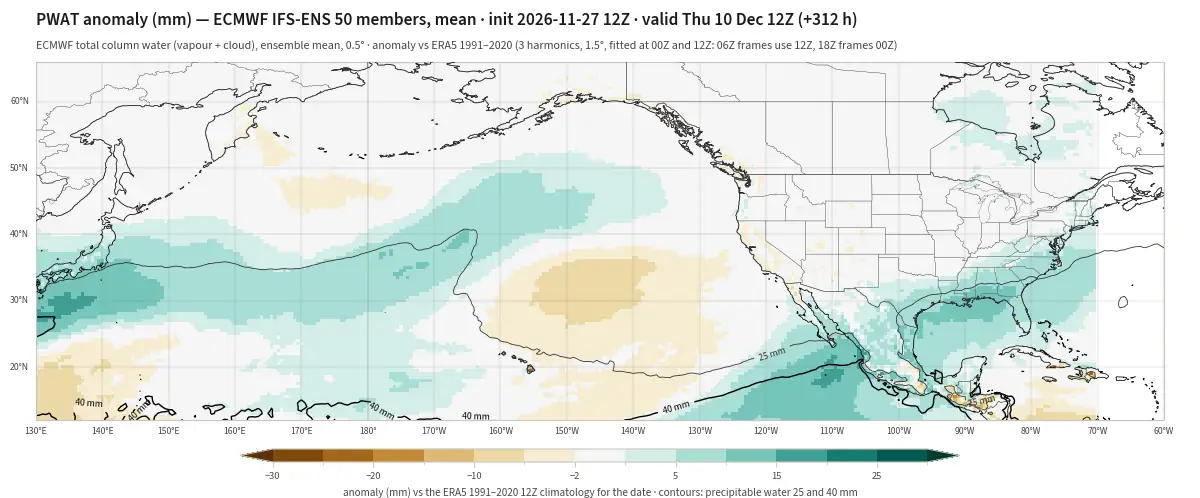 PWAT anomaly (mm) — ECMWF IFS-ENS 50 members, mean · init 2026-11-27 12Z · valid Thu 10 Dec 12Z (+312 h)
ECMWF total column water (vapour + cloud), ensemble mean, 0.5° · anomaly vs ERA5 1991–2020 (3 harmonics, 1.5°, fitted at 00Z and 12Z: 06Z frames use 12Z, 18Z frames 00Z)
60°N
50°N
40°N
30°N
25 mm
20°N
40 mm
40 mm
40 mm
40 mm
40 mm
25 mm
130°E 140°E 150°E 160°E 170°E 180° 170°W 160°W 150°W 140°W 130°W 120°W 110°W 100°W 90°W 80°W 70°W 60°W
−30 −20 −10 −2 5 15 25
anomaly (mm) vs the ERA5 1991–2020 12Z climatology for the date · contours: precipitable water 25 and 40 mm